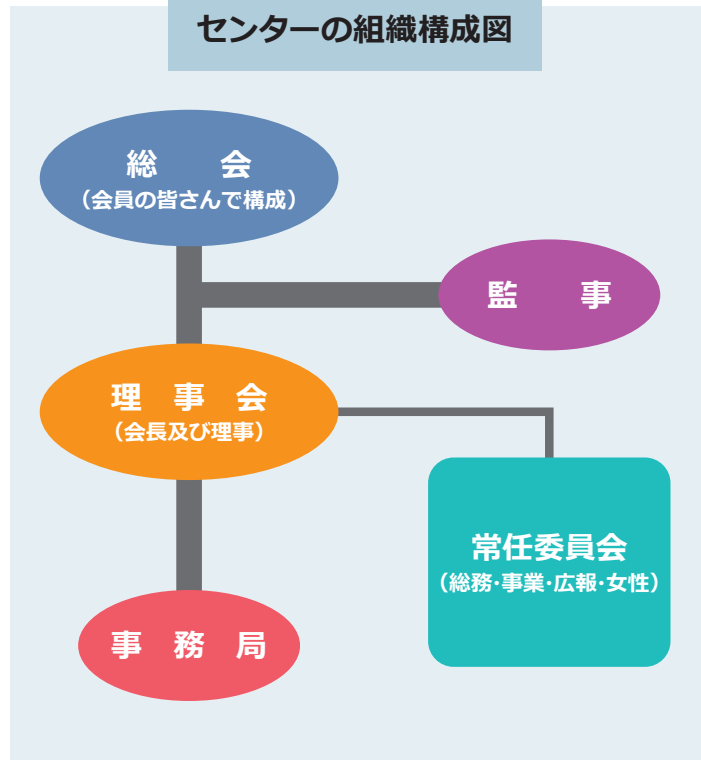 センターの組織構成図
総　会
（会員の皆さんで構成）
監　事
理　事　会
（会長及び理事）
常任委員会
（総務・事業・広報・女性）
事　務　局